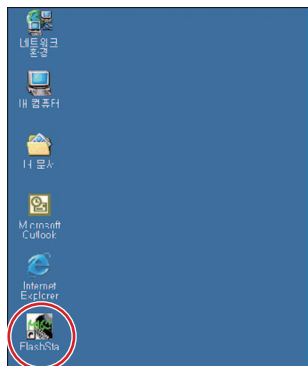 네트워크
환경
내 컴퓨터
내 문서
Microsoft
Outlook
Internet
Explorer
FlashSta